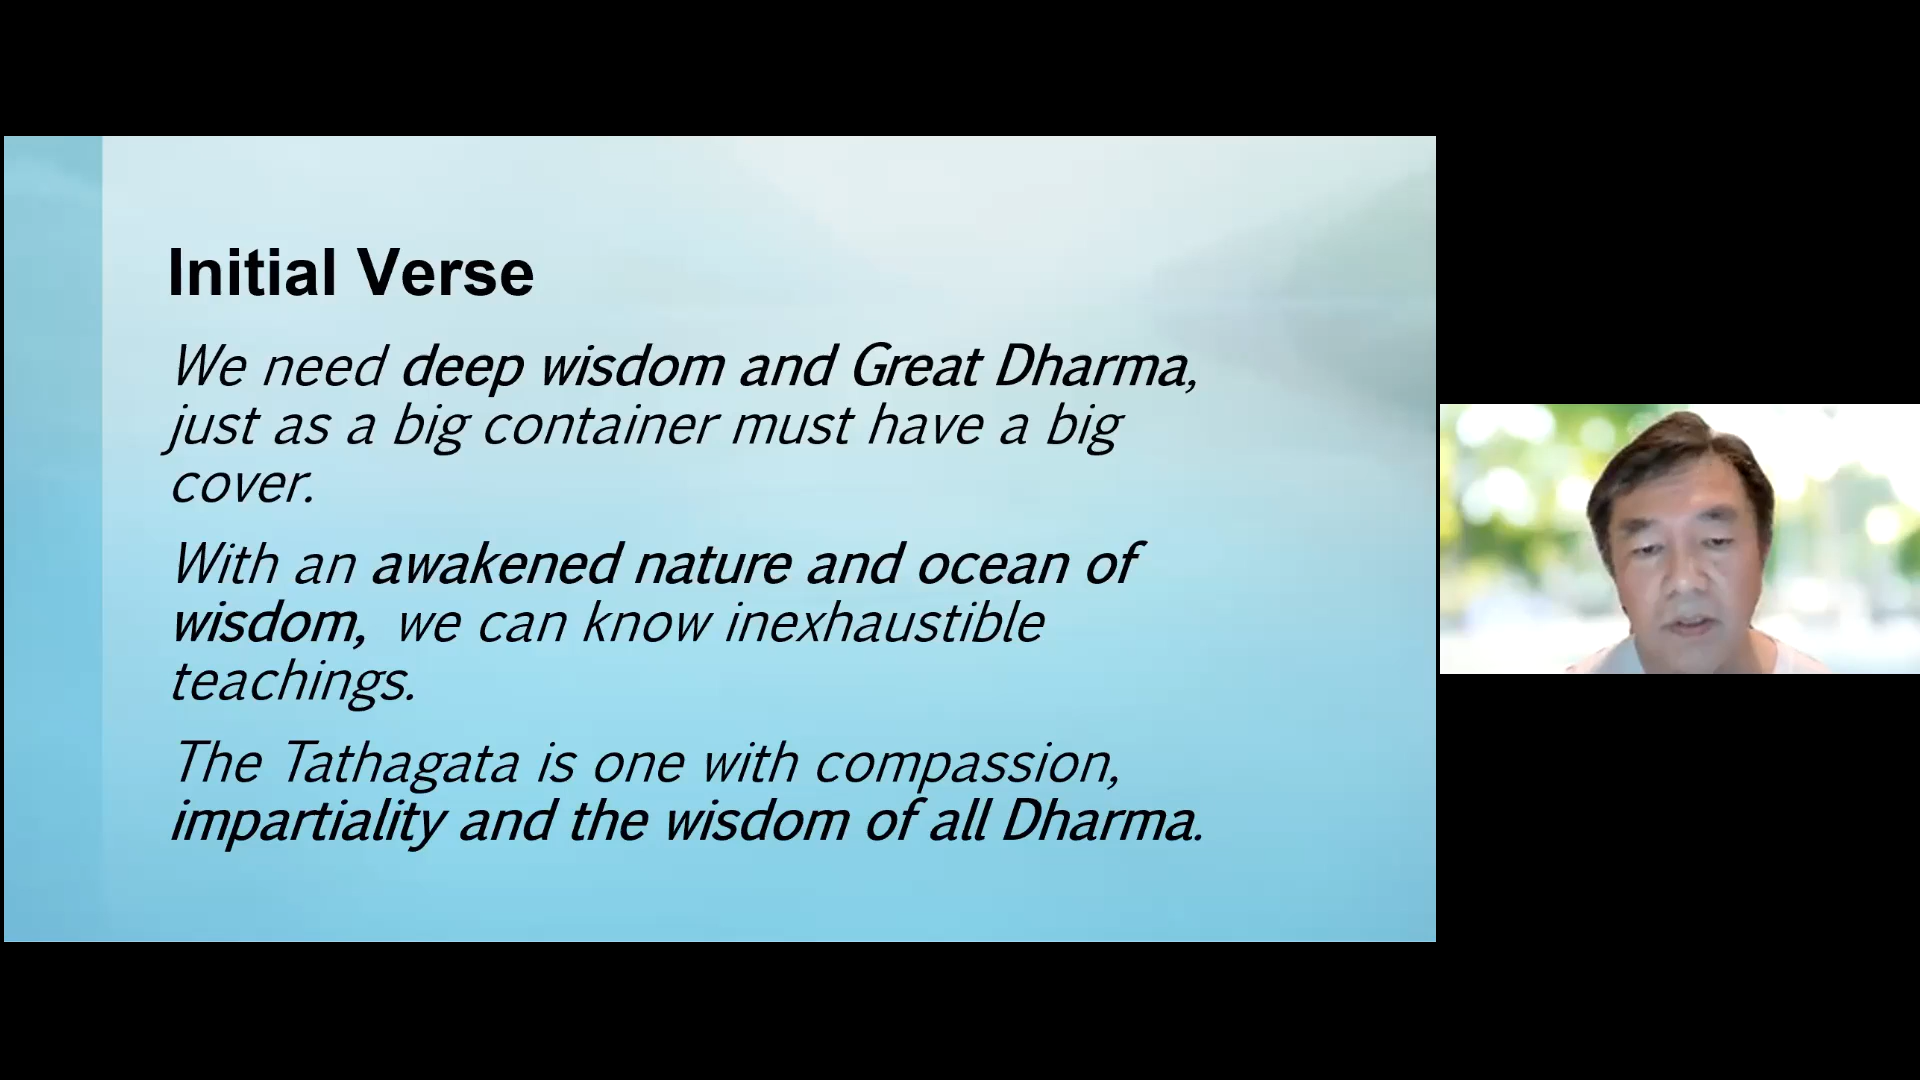 Initial Verse
We need deep wisdom and Great Dharma,
just as a big container must have a big
cover.
With an awakened nature and ocean of
wisdom, we can know inexhaustible
teachings.
The Tathagata is one with compassion,
impartiality and the wisdom of all Dharma.